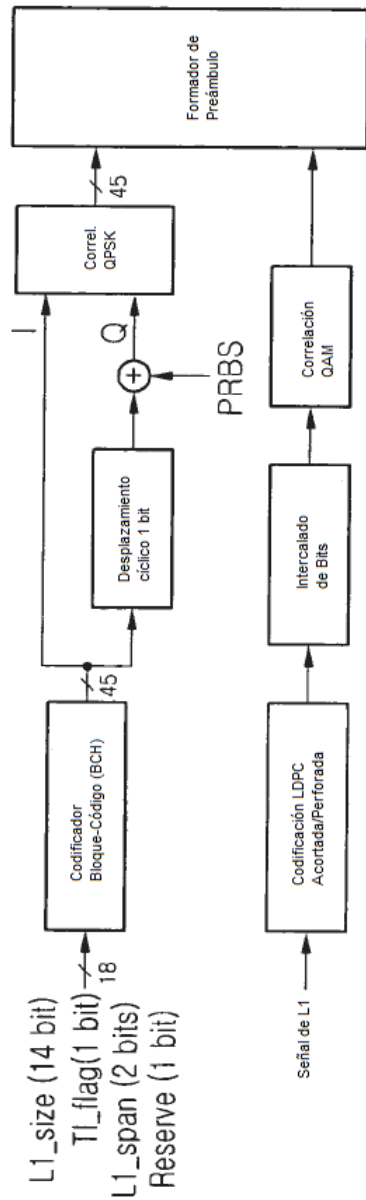 L1_size (14 bit)
TI_flag(1 bit)
L1_span (2 bits)
Reserve (1 bit)
18
Codificador
Bloque-Código (BCH)
45
Desplazamiento
cíclico 1 bit
PRBS
I
Q
Correl.
QPSK
45
Formador de
Preámbulo
Señal de L1
Codificación LDPC
Acortada/Perforada
Intercalado
de Bits
Correlación
QAM